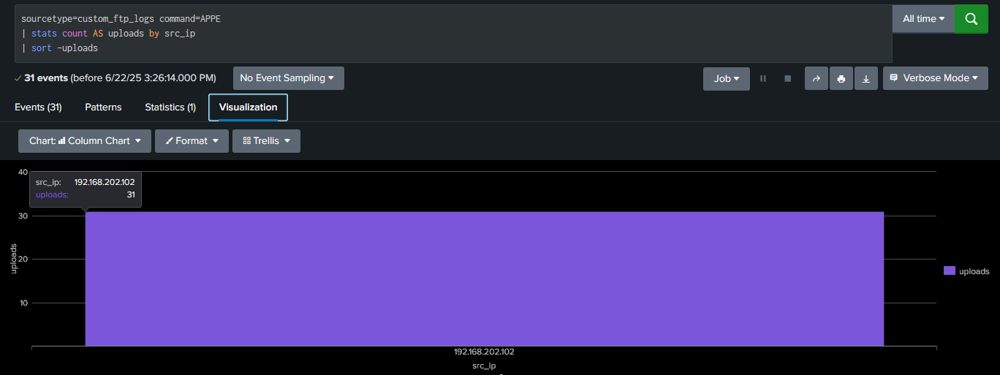 sourcetype=custom_ftp_logs command=APPE
| stats count AS uploads by src_ip
| sort -uploads
All time
31 events (before 6/22/25 3:26:14.000 PM)
No Event Sampling
Job
Verbose Mode
Events (31)
Patterns
Statistics (1)
Visualization
Chart: Column Chart
Format
Trellis
40
src_ip: 192.168.202.102
uploads: 31
30
20
10
uploads
uploads
192.168.202.102
src_ip